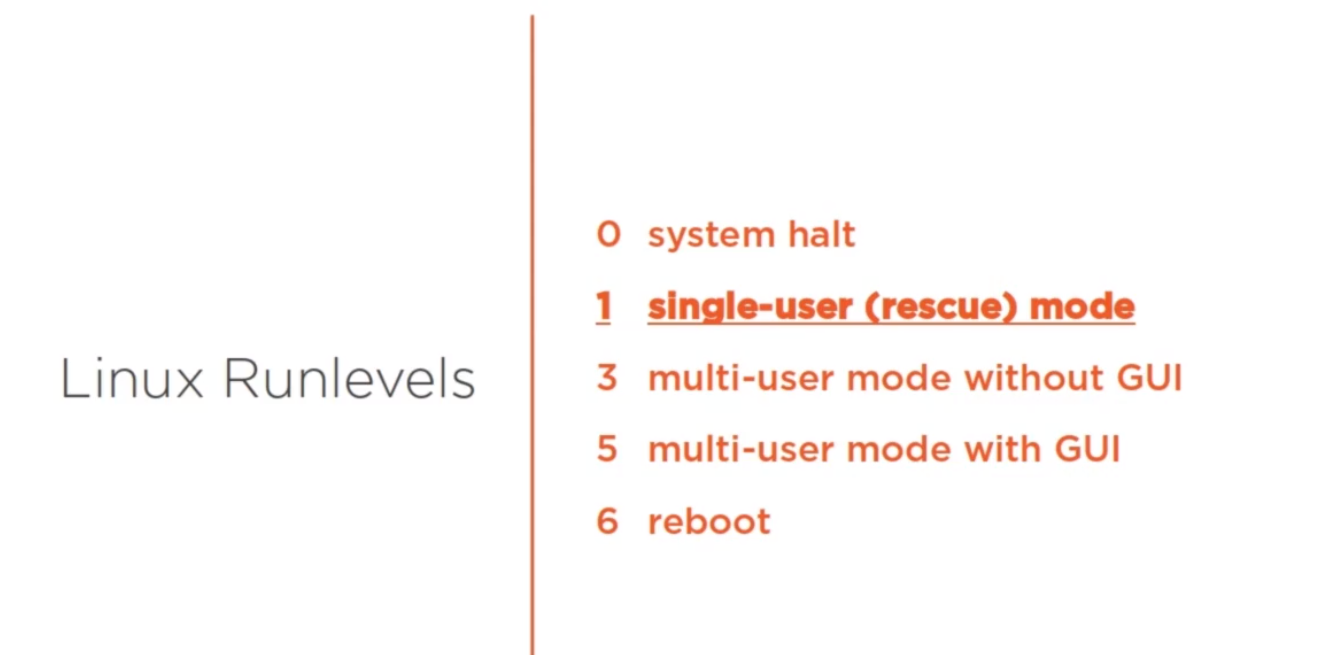 Linux Runlevels
0 system halt
1 single-user (rescue) mode
3 multi-user mode without GUI
5 multi-user mode with GUI
6 reboot